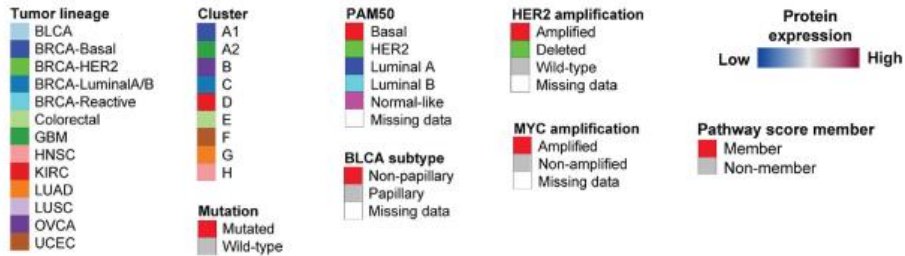 Tumor lineage
BLCA
BRCA-Basal
BRCA-HER2
BRCA-LuminalA/B
BRCA-Reactive
Colorectal
GBM
HNSC
KIRC
LUAD
LUSC
OVCA
UCEC
Cluster
A1
A2
B
C
D
E
F
G
H
Mutation
Mutated
Wild-type
PAM50
Basal
HER2
Luminal A
Luminal B
Normal-like
Missing data
BLCA subtype
Non-papillary
Papillary
Missing data
HER2 amplification
Amplified
Deleted
Wild-type
Missing data
MYC amplification
Amplified
Non-amplified
Missing data
Protein
expression
Low High
Pathway score member
Member
Non-member